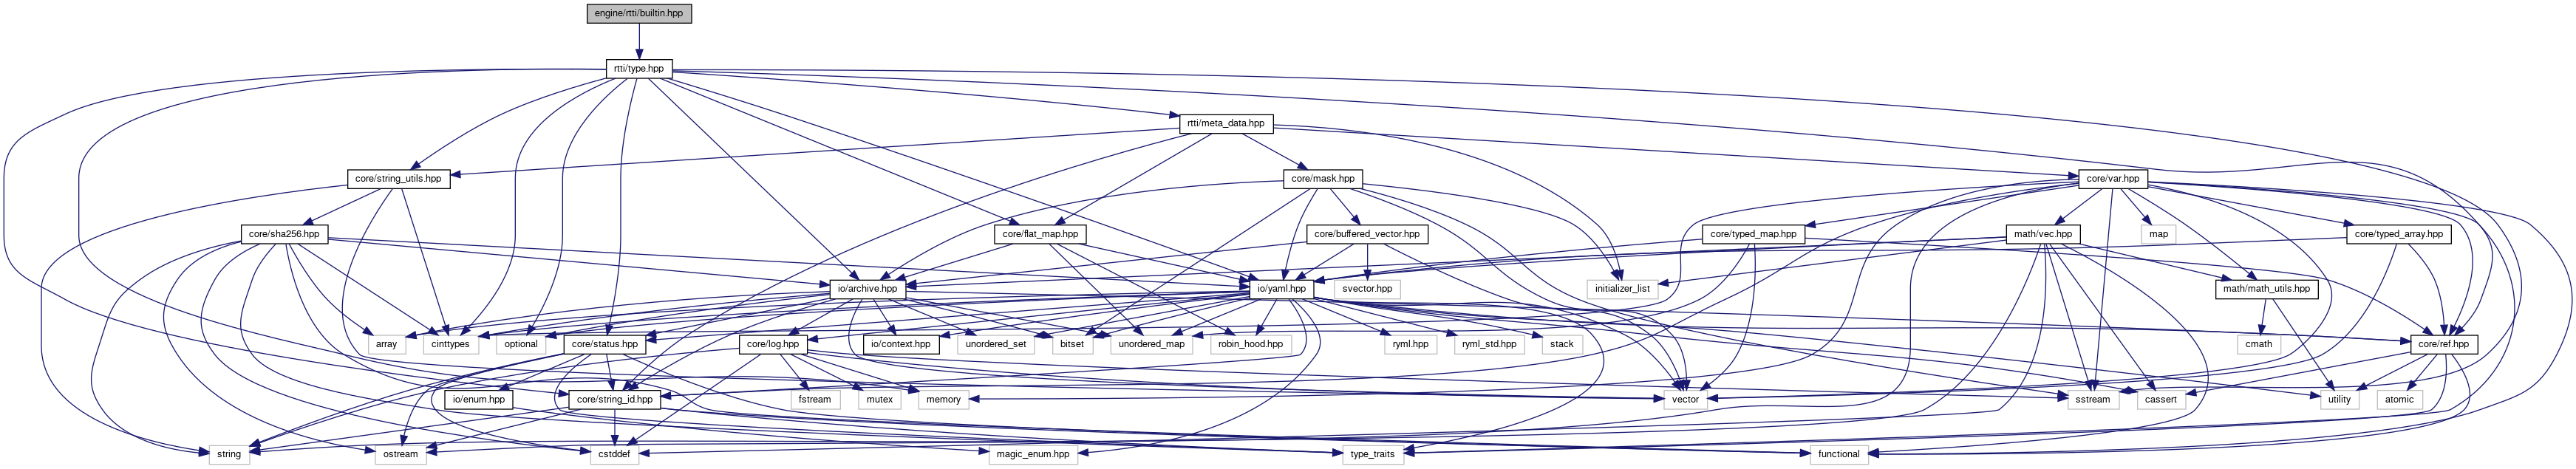 engine/rtti/builtin.hpp
rtti/type.hpp
rtti/meta_data.hpp
core/string_utils.hpp
core/mask.hpp
core/var.hpp
core/sha256.hpp
core/flat_map.hpp
core/buffered_vector.hpp
core/typed_map.hpp
math/vec.hpp
map
core/typed_array.hpp
io/archive.hpp
io/yaml.hpp
svector.hpp
initializer_list
math/math_utils.hpp
array
cinttypes
optional
core/status.hpp
core/log.hpp
io/context.hpp
unordered_set
bitset
unordered_map
robin_hood.hpp
ryml.hpp
ryml_std.hpp
stack
cmath
core/ref.hpp
io/enum.hpp
core/string_id.hpp
fstream
mutex
memory
vector
sstream
cassert
utility
atomic
string
ostream
cstddef
magic_enum.hpp
type_traits
functional